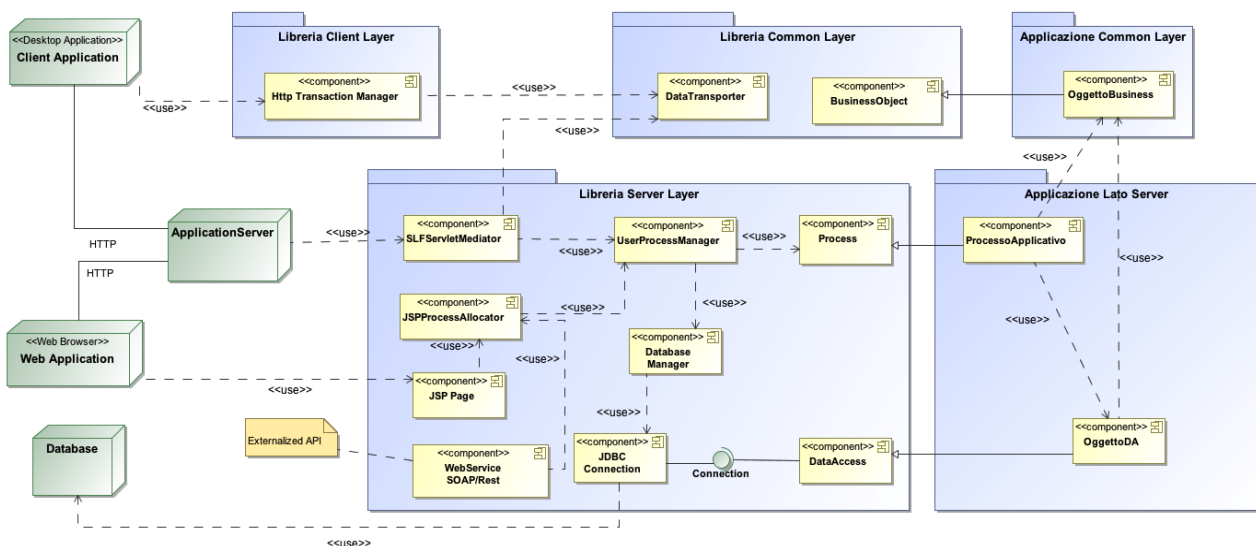 <<Desktop Application>>
Client Application
Libreria Client Layer
<<component>>
Http Transaction Manager
<<use>>
<<use>>
Libreria Common Layer
<<component>>
DataTransporter
<<component>>
BusinessObject
<<use>>
Applicazione Common Layer
<<component>>
OggettoBusiness
<<use>>
HTTP
ApplicationServer
HTTP
<<use>>
Libreria Server Layer
<<component>>
SLFServletMediator
<<use>>
<<component>>
UserProcessManager
<<use>>
<<component>>
Process
Applicazione Lato Server
<<component>>
ProcessoApplicativo
<<use>>
<<use>>
<<component>>
JSPProcessAllocator
<<use>>
<<use>>
<<use>>
<<use>>
<<component>>
Database
Manager
<<Web Browser>>
Web Application
<<use>>
<<component>>
JSP Page
<<use>>
Database
Externalized API
<<component>>
WebService
SOAP/Rest
<<component>>
JDBC
Connection
Connection
<<component>>
DataAccess
<<component>>
OggettoDA
<<use>>